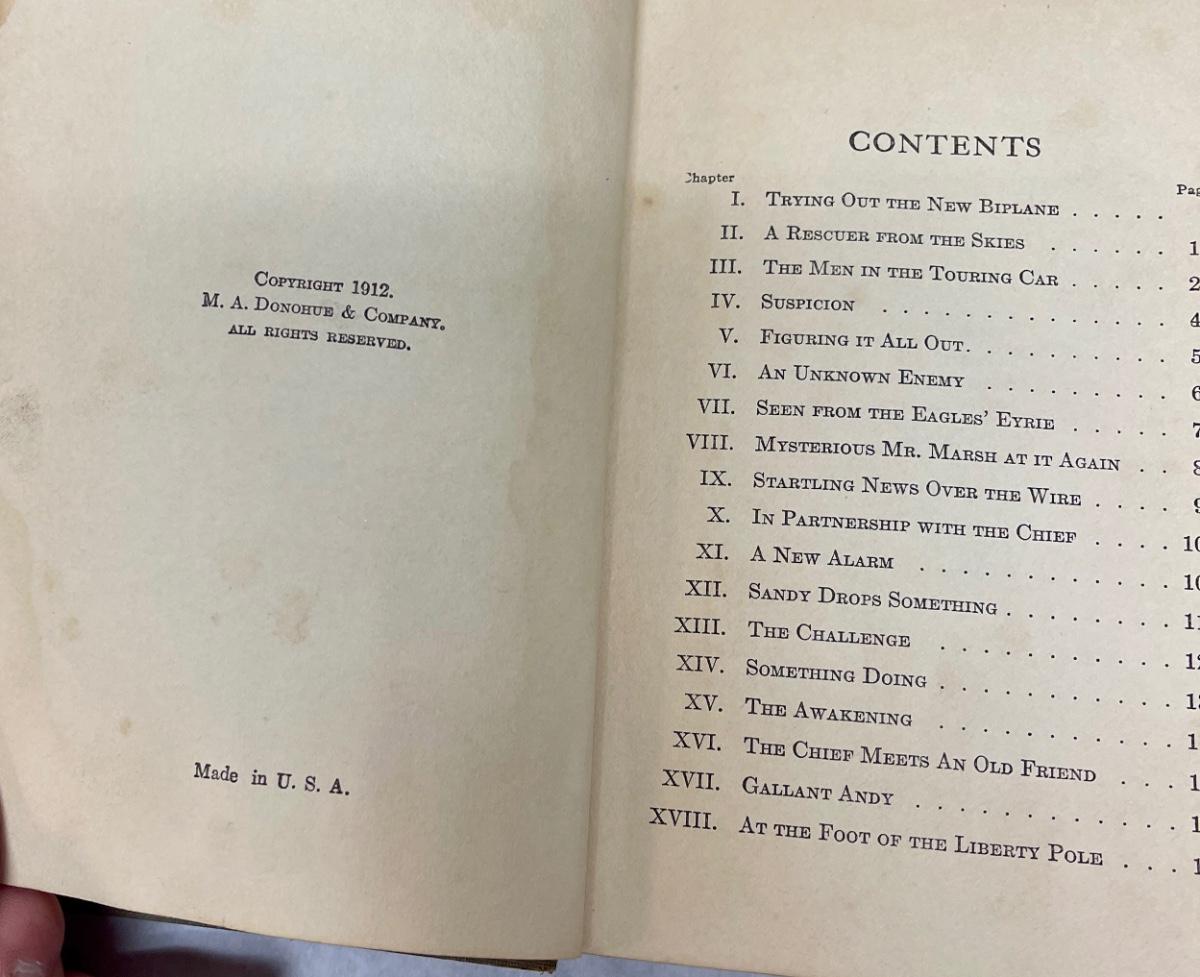 COPYRIGHT 1912.
M. A. DONOHUE & COMPANY.
ALL RIGHTS RESERVED.
Made in U. S. A.
CONTENTS
Chapter
I. TRYING OUT THE NEW BIPLANE . . . . .
II. A RESCUER FROM THE SKIES . . . . . .
III. THE MEN IN THE TOURING CAR . . . . .
IV. SUSPICION . . . . . . . . . . . . .
V. FIGURING IT ALL OUT. . . . . . . . . .
VI. AN UNKNOWN ENEMY . . . . . . . . .
VII. SEEN FROM THE EAGLES' EYRIE . . . . .
VIII. MYSTERIOUS MR. MARSH AT IT AGAIN . .
IX. STARTLING NEWS OVER THE WIRE . . . .
X. IN PARTNERSHIP WITH THE CHIEF . . . .
XI. A NEW ALARM . . . . . . . . . . . .
XII. SANDY DROPS SOMETHING . . . . . . . .
XIII. THE CHALLENGE . . . . . . . . . . .
XIV. SOMETHING DOING . . . . . . . . . . .
XV. THE AWAKENING . . . . . . . . . . .
XVI. THE CHIEF MEETS AN OLD FRIEND . . .
XVII. GALLANT ANDY . . . . . . . . . . . .
XVIII. AT THE FOOT OF THE LIBERTY POLE . . .